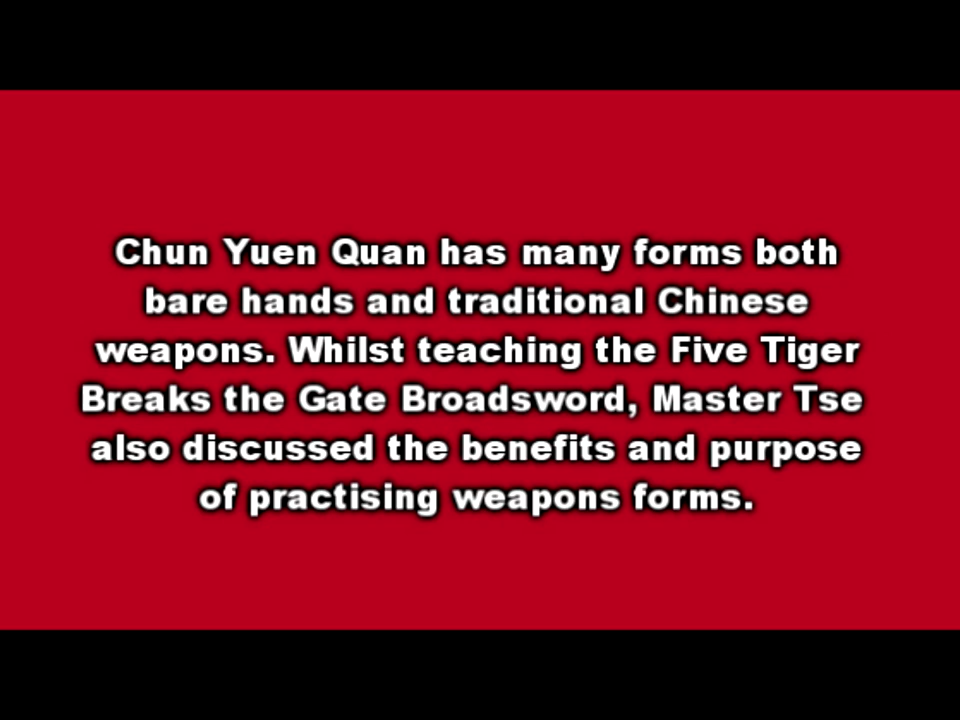 Chun Yuen Quan has many forms both
bare hands and traditional Chinese
weapons. Whilst teaching the Five Tiger
Breaks the Gate Broadsword, Master Tse
also discussed the benefits and purpose
of practising weapons forms.